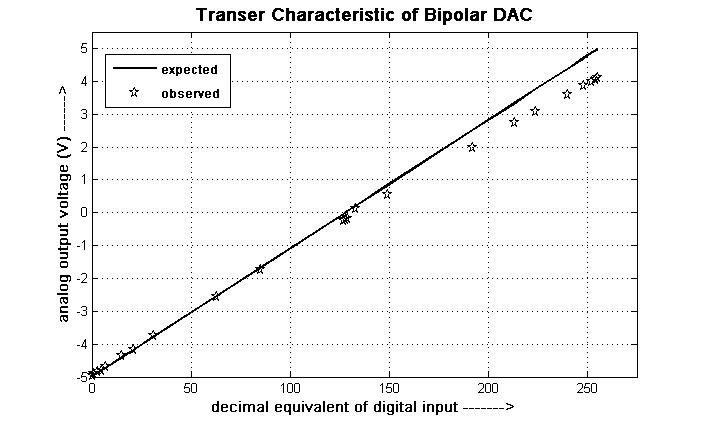 Transer Characteristic of Bipolar DAC
expected
observed
analog output voltage (V) ------>
5
4
3
2
1
0
-1
-2
-3
-4
-5
0 50 100 150 200 250
decimal equivalent of digital input ------->